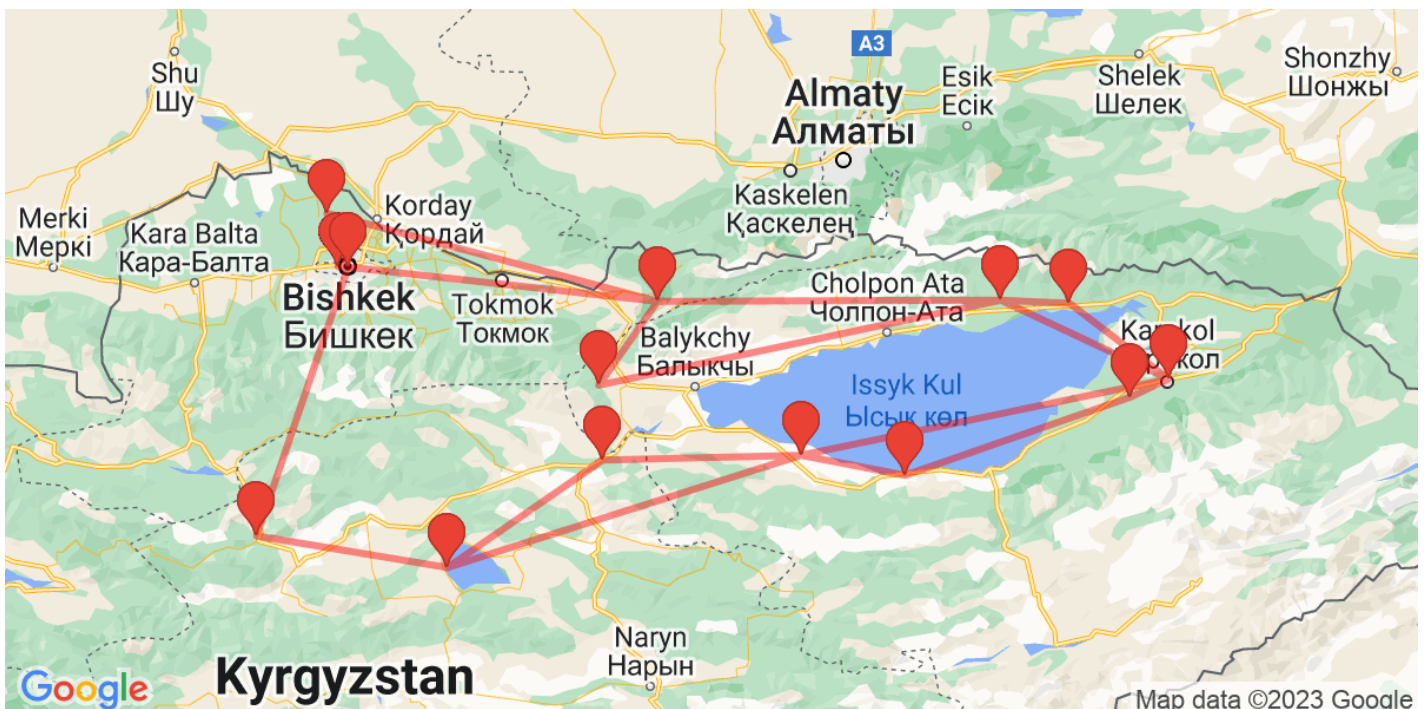 A3
Shu
Шу
Almaty
Алматы
Esik
Есік
Shelek
Шелек
Shonzhy
Шонжы
Kaskelen
Қаскелең
Merki
Меркі
Kara Balta
Кара-Балта
Korday
Қордай
Bishkek
Бишкек
Tokmok
Токмок
Cholpon Ata
Чолпон-Ата
Balykchy
Балыкчы
Issyk Kul
Ысык көл
Naryn
Нарын
Kyrgyzstan
Google
Map data ©2023 Google